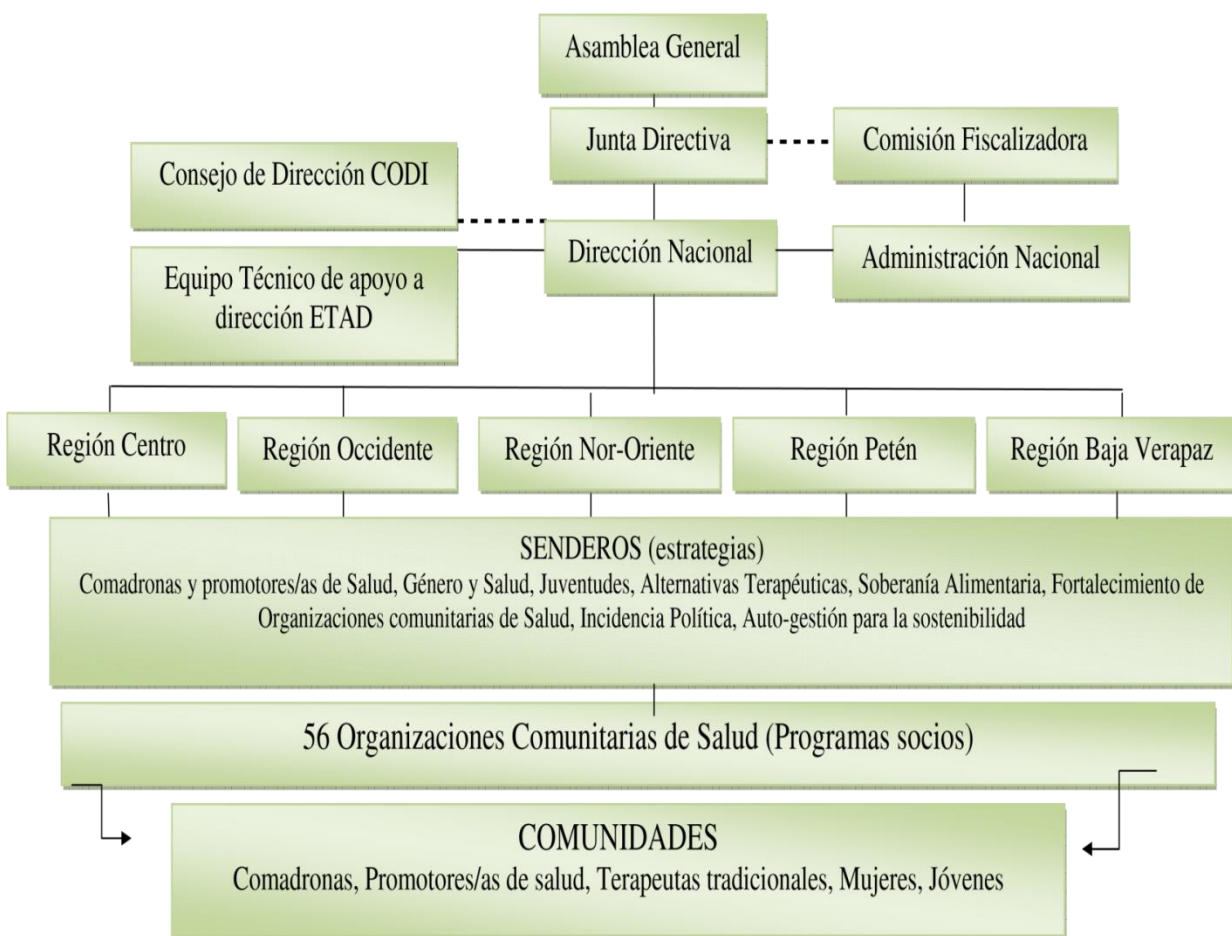 Asamblea General
Junta Directiva
Comisión Fiscalizadora
Consejo de Dirección CODI
Dirección Nacional
Administración Nacional
Equipo Técnico de apoyo a
dirección ETAD
Región Centro
Región Occidente
Región Nor-Oriente
Región Petén
Región Baja Verapaz
SENDEROS (estrategias)
Comadronas y promotores/as de Salud, Género y Salud, Juventudes, Alternativas Terapéuticas, Soberanía Alimentaria, Fortalecimiento de
Organizaciones comunitarias de Salud, Incidencia Política, Auto-gestión para la sostenibilidad
56 Organizaciones Comunitarias de Salud (Programas socios)
COMUNIDADES
Comadronas, Promotores/as de salud, Terapeutas tradicionales, Mujeres, Jóvenes